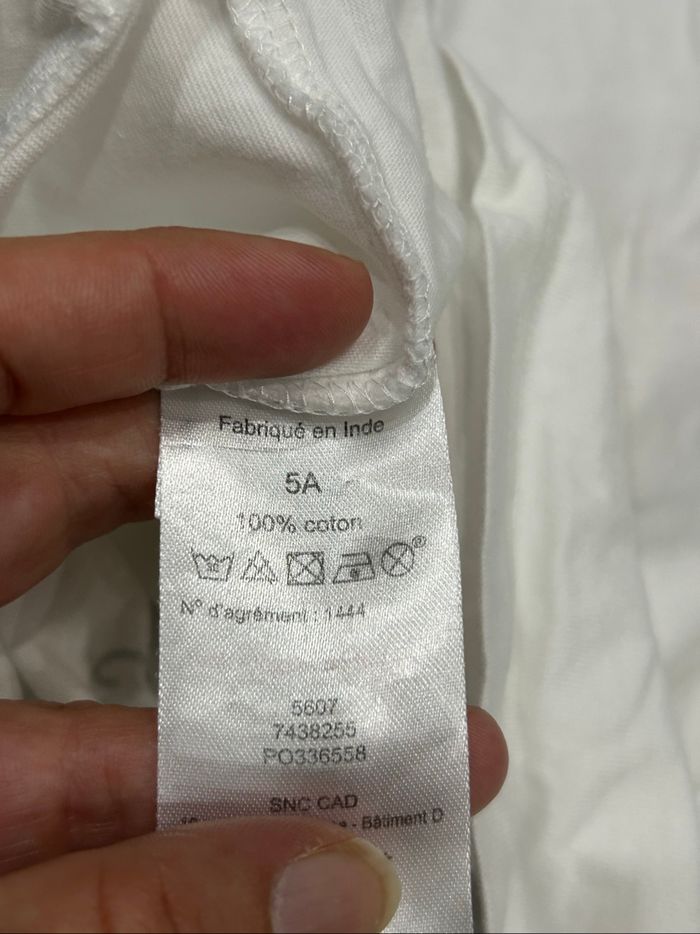 Fabriqué en Inde
5A
100% coton
N° d'agrément : 1444
5607
7438255
PO336558
SNC CAD
- Bâtiment D